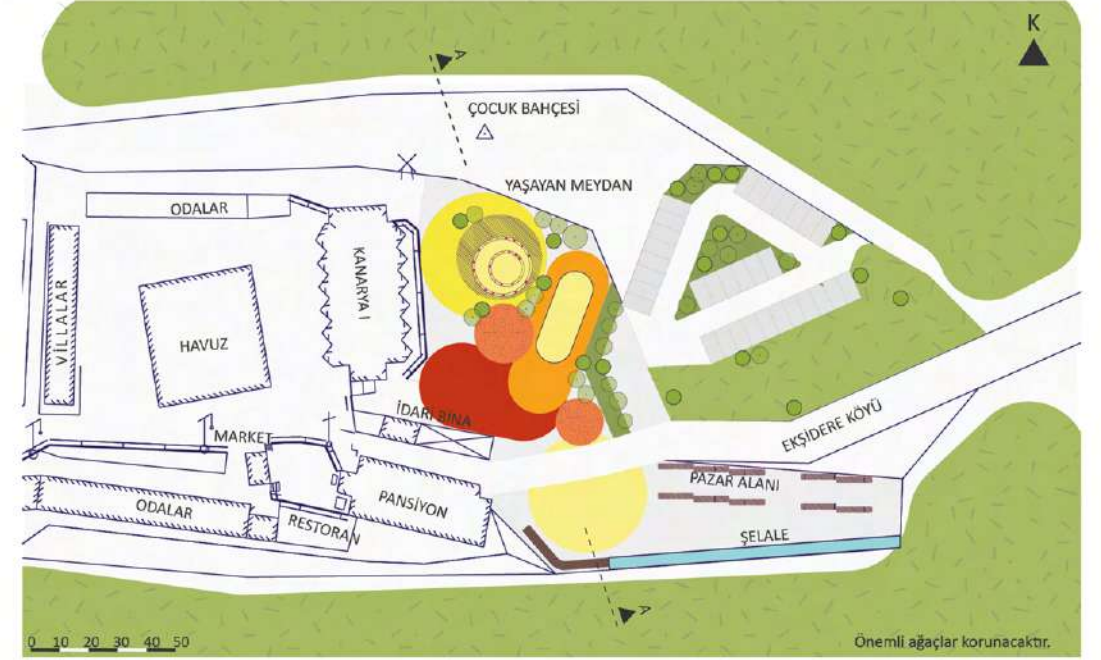 K
A
ÇOCUK BAHÇESİ
YAŞAYAN MEYDAN
ODALAR
KANARYA I
VİLLALAR
HAVUZ
İDARİ BİNA
MARKET
EKŞİDERE KÖYÜ
PAZAR ALANI
PANSİYON
ODALAR
RESTORAN
ŞELALE
A
0 10 20 30 40 50
Önemli ağaçlar korunacaktır.